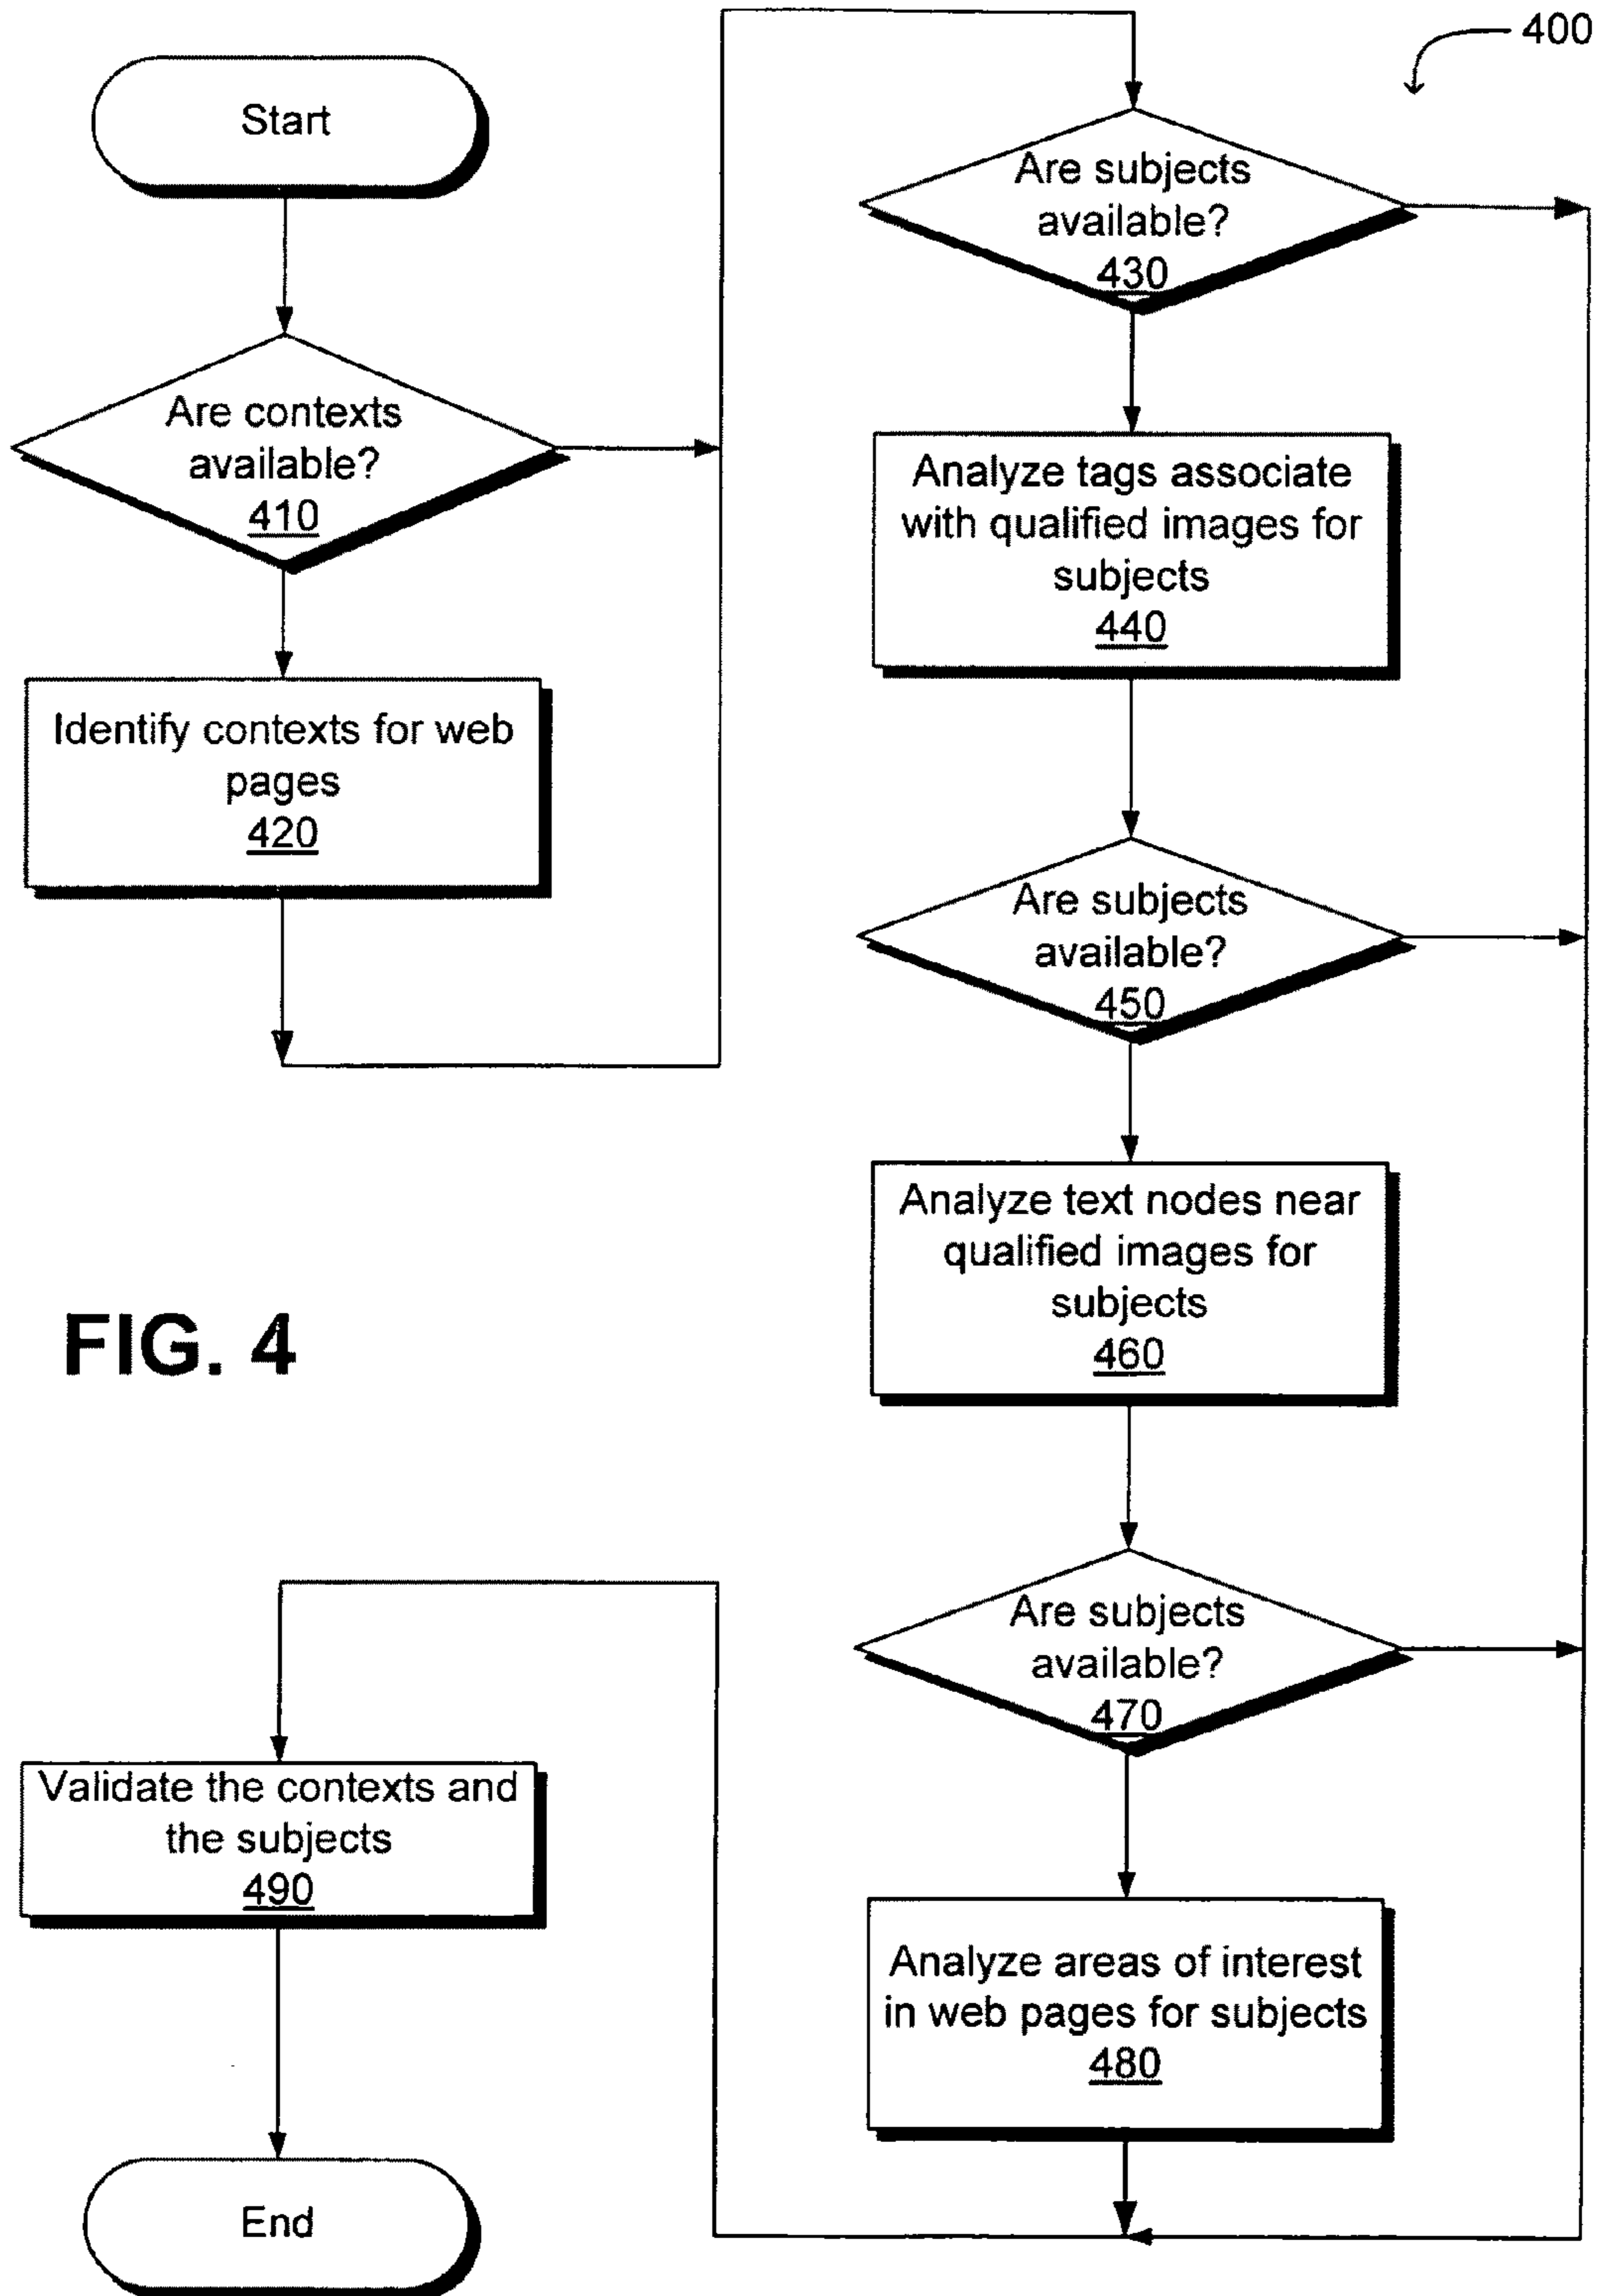 400
Start
Are contexts
available?
410
Identify contexts for web
pages
420
Are subjects
available?
430
Analyze tags associate
with qualified images for
subjects
440
Are subjects
available?
450
Analyze text nodes near
qualified images for
subjects
460
Are subjects
available?
470
Analyze areas of interest
in web pages for subjects
480
Validate the contexts and
the subjects
490
End
FIG. 4